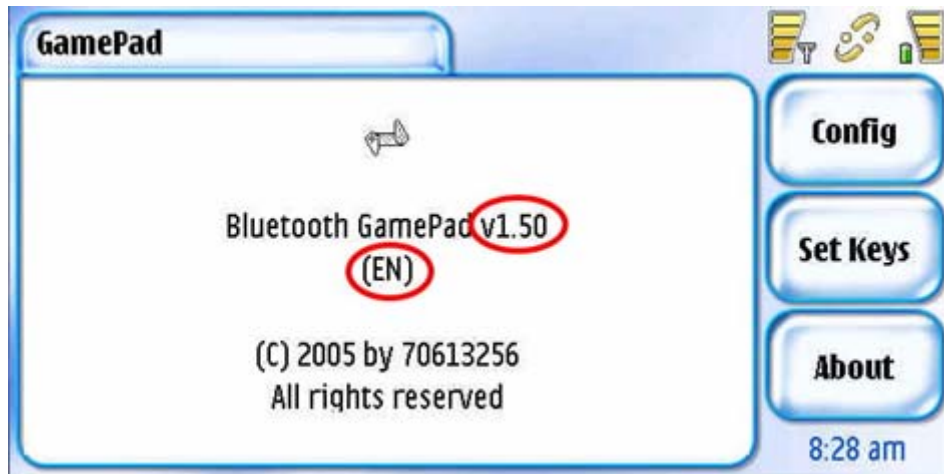 GamePad
Bluetooth GamePad v1.50
(EN)
(C) 2005 by 70613256
All rights reserved
Config
Set Keys
About
8:28 am